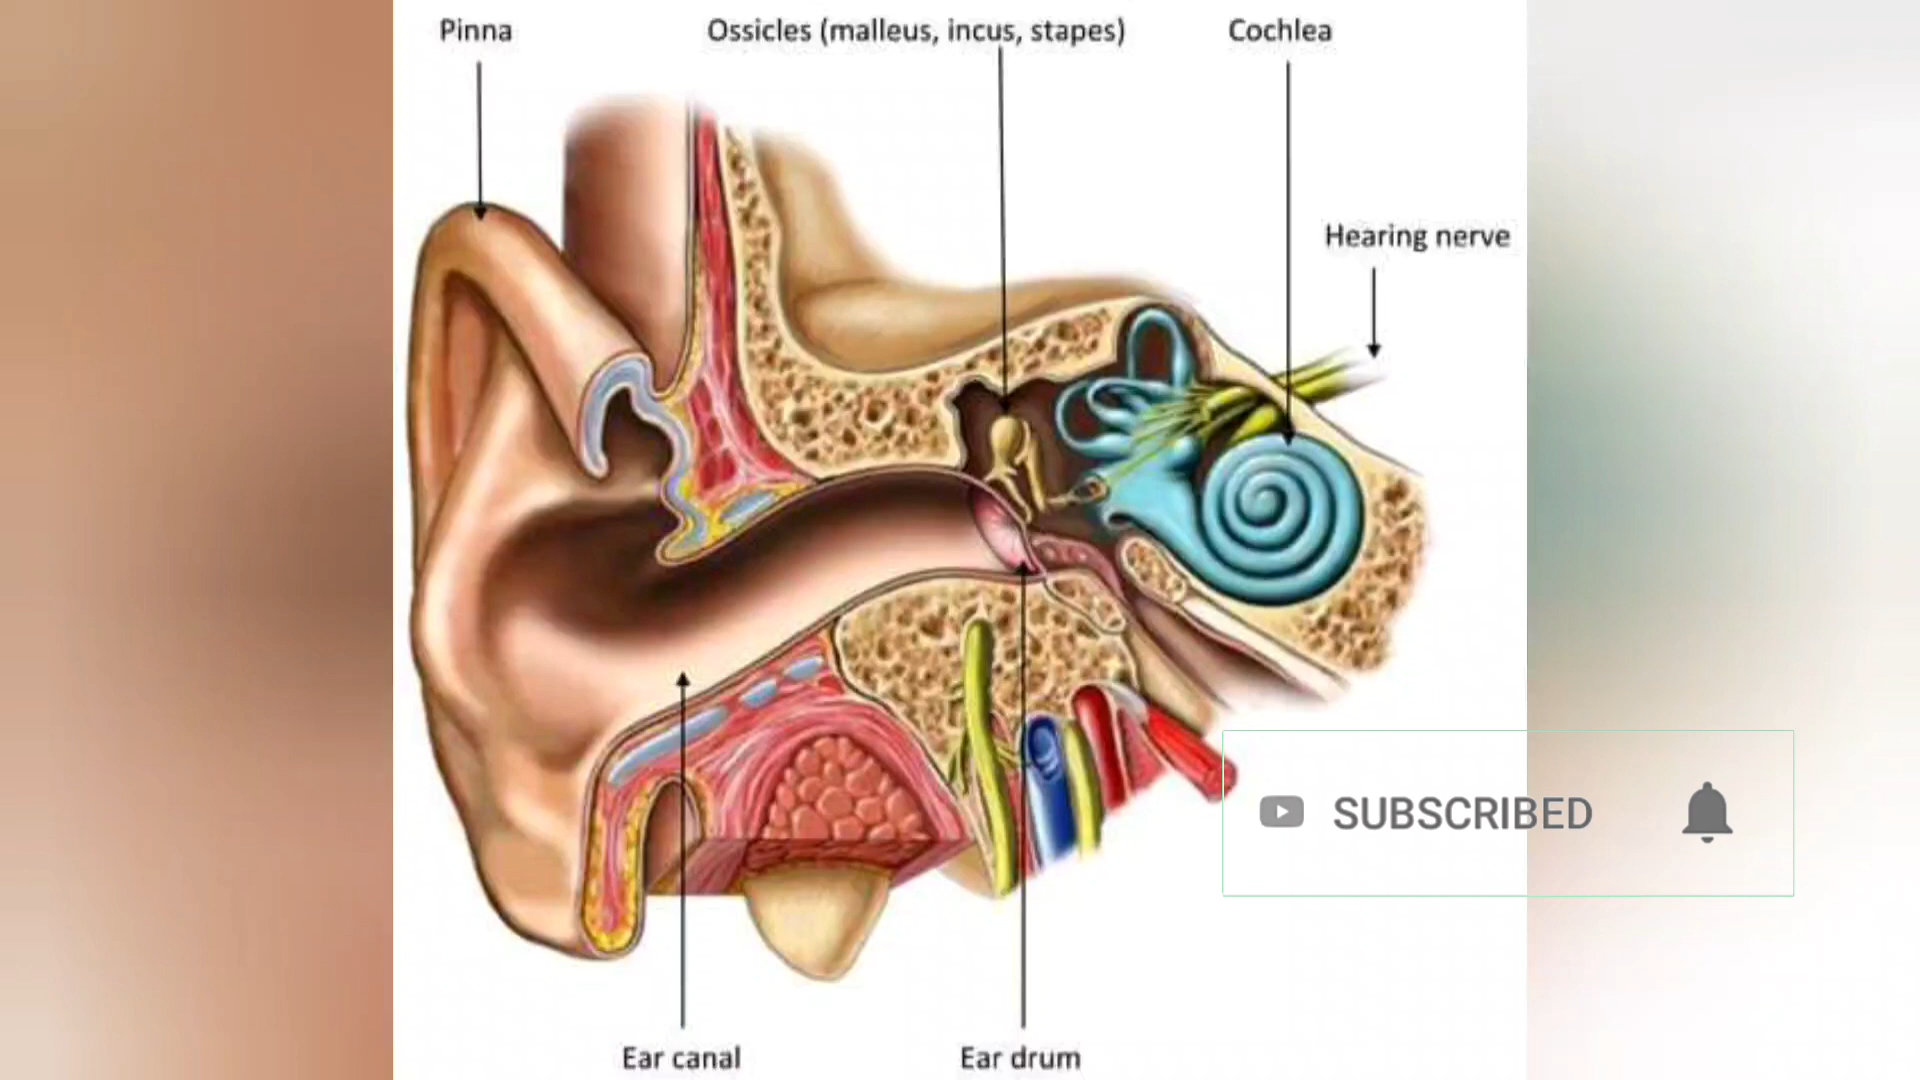 Pinna
Ossicles (malleus, incus, stapes)
Cochlea
Hearing nerve
SUBSCRIBED
Ear canal
Ear drum